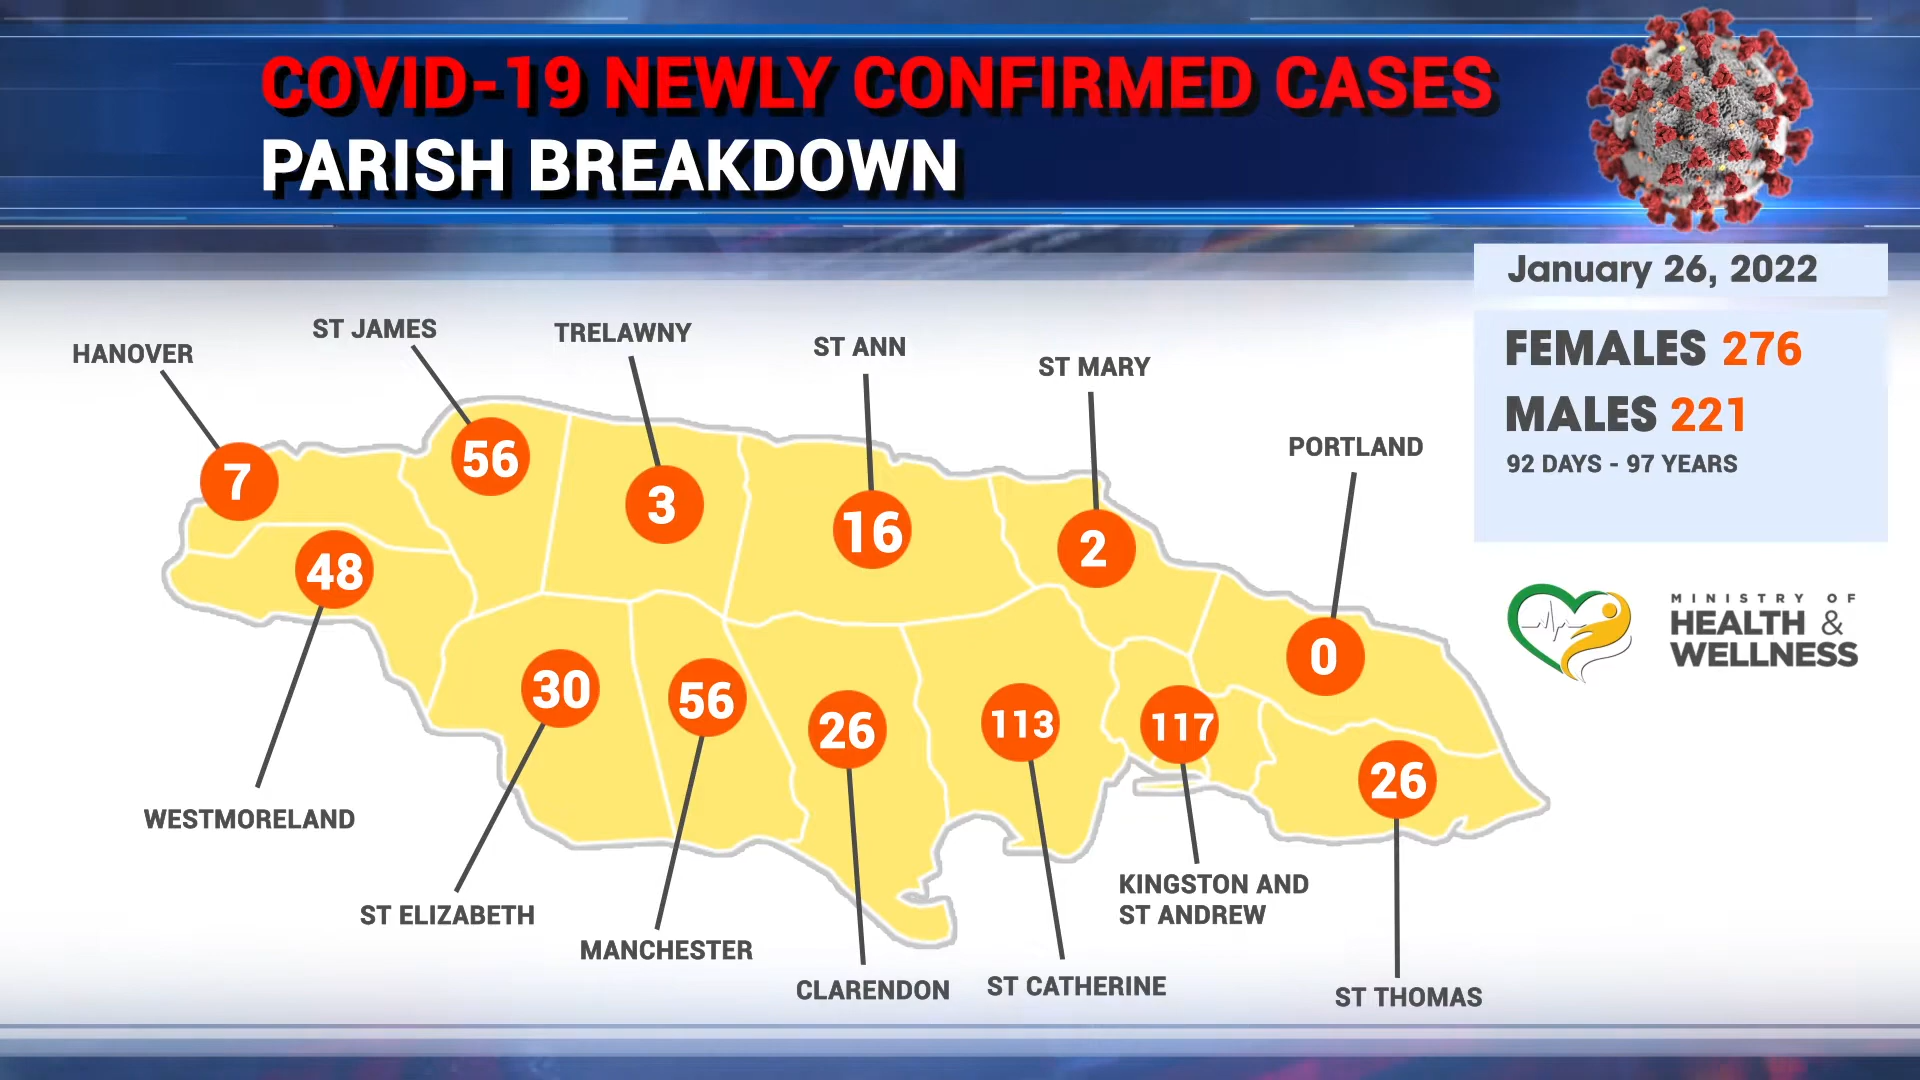 COVID-19 NEWLY CONFIRMED CASES
PARISH BREAKDOWN
January 26, 2022
FEMALES 276
MALES 221
92 DAYS - 97 YEARS
MINISTRY OF
HEALTH &
WELLNESS
HANOVER
7
ST JAMES
56
TRELAWNY
3
ST ANN
16
ST MARY
2
PORTLAND
0
48
WESTMORELAND
30
ST ELIZABETH
56
MANCHESTER
26
CLARENDON
113
ST CATHERINE
117
KINGSTON AND
ST ANDREW
26
ST THOMAS